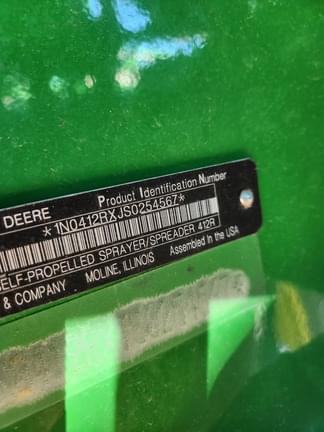 DEERE
Product Identification Number
*1N0412RXJS0254567*
SELF-PROPELLED SPRAYER/SPREADER 412R
& COMPANY MOLINE, ILLINOIS Assembled in the USA